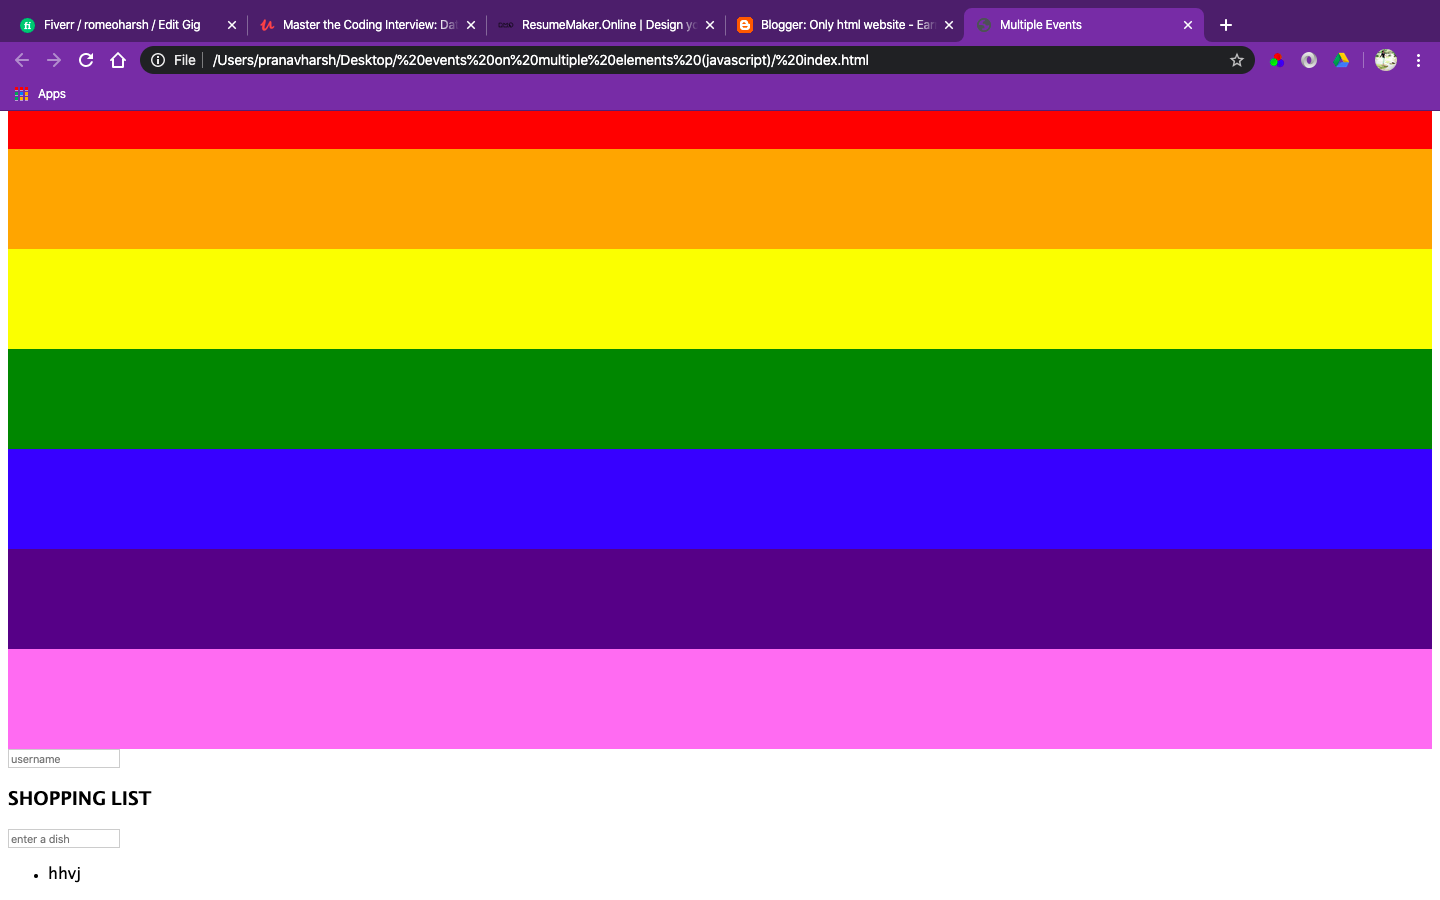 Fiverr / romeoharsh / Edit Gig
Master the Coding Interview: Da
ResumeMaker.Online | Design yo
Blogger: Only html website - Ear
Multiple Events
File
/Users/pranavharsh/Desktop/%20events%20on%20multiple%20elements%20(javascript)/%20index.html
Apps
username
SHOPPING LIST
enter a dish
hhvj